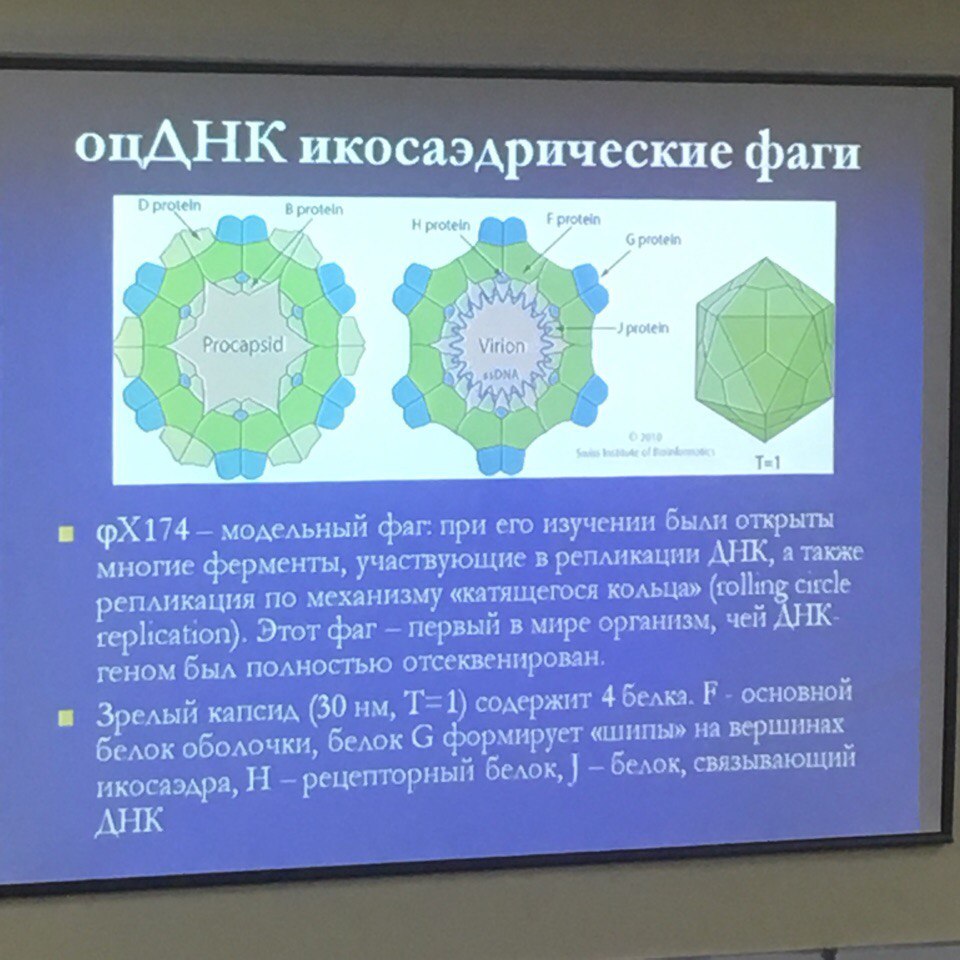 оцДНК икосаэдрические фаги
D protein
B protein
H protein
F protein
G protein
Procapsid
Virion
ssDNA
J protein
© 2010
Swiss Institute of Bioinformatics
T=1
φX174 – модельный фаг: при его изучении были открыты
многие ферменты, участвующие в репликации ДНК, а также
репликация по механизму «катящегося кольца» (rolling circle
replication). Этот фаг – первый в мире организм, чей ДНК-
геном был полностью отсеквенирован.
Зрелый капсид (30 нм, T=1) содержит 4 белка. F - основной
белок оболочки, белок G формирует «шипы» на вершинах
икосаэдра, H – рецепторный белок, J – белок, связывающий
ДНК